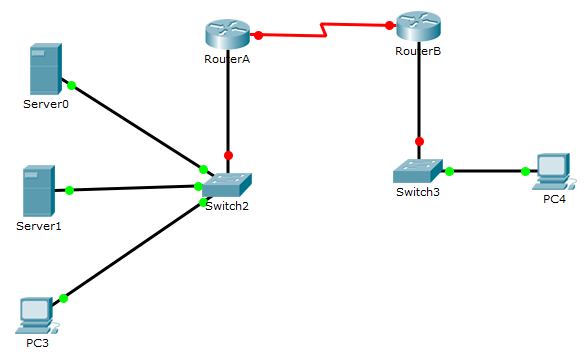 RouterA
RouterB
Server0
Switch2
Switch3
PC4
Server1
PC3